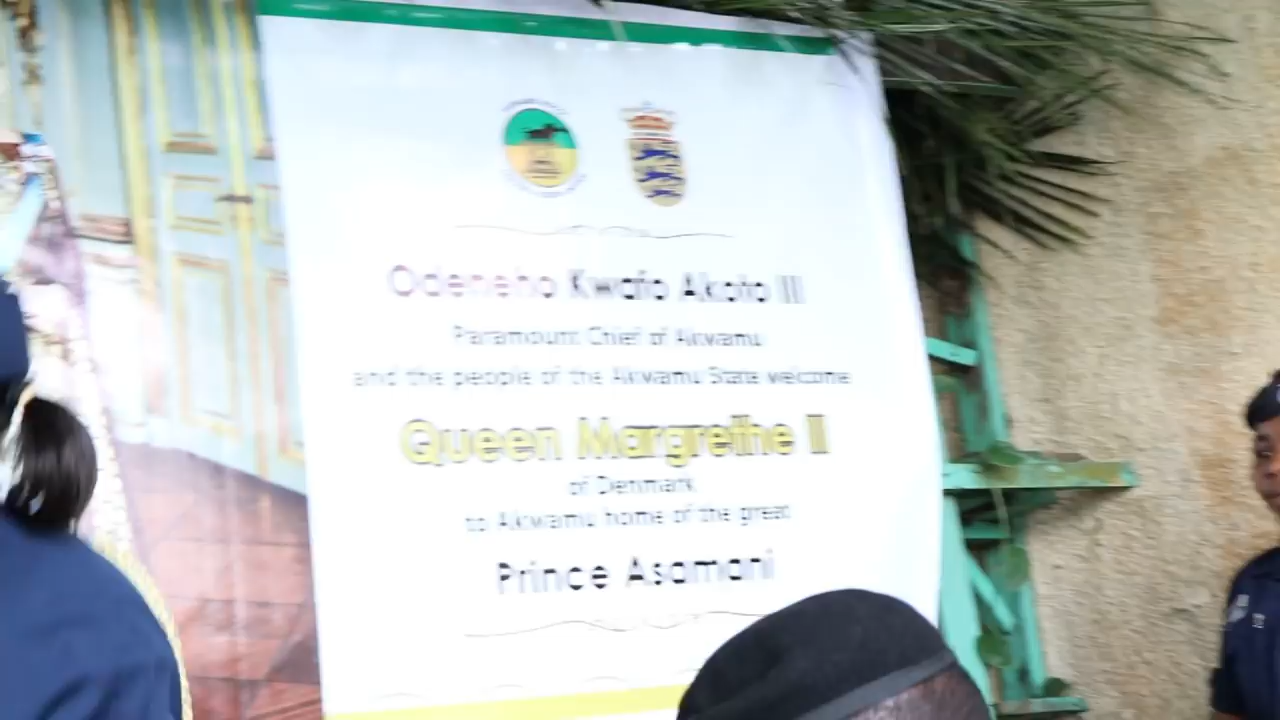 Odeneho Kwafo Akoto III
Paramount Chief of Akwamu
and the people of the Akwamu State welcome
Queen Margrethe II
of Denmark
to Akwamu home of the great
Prince Asamani